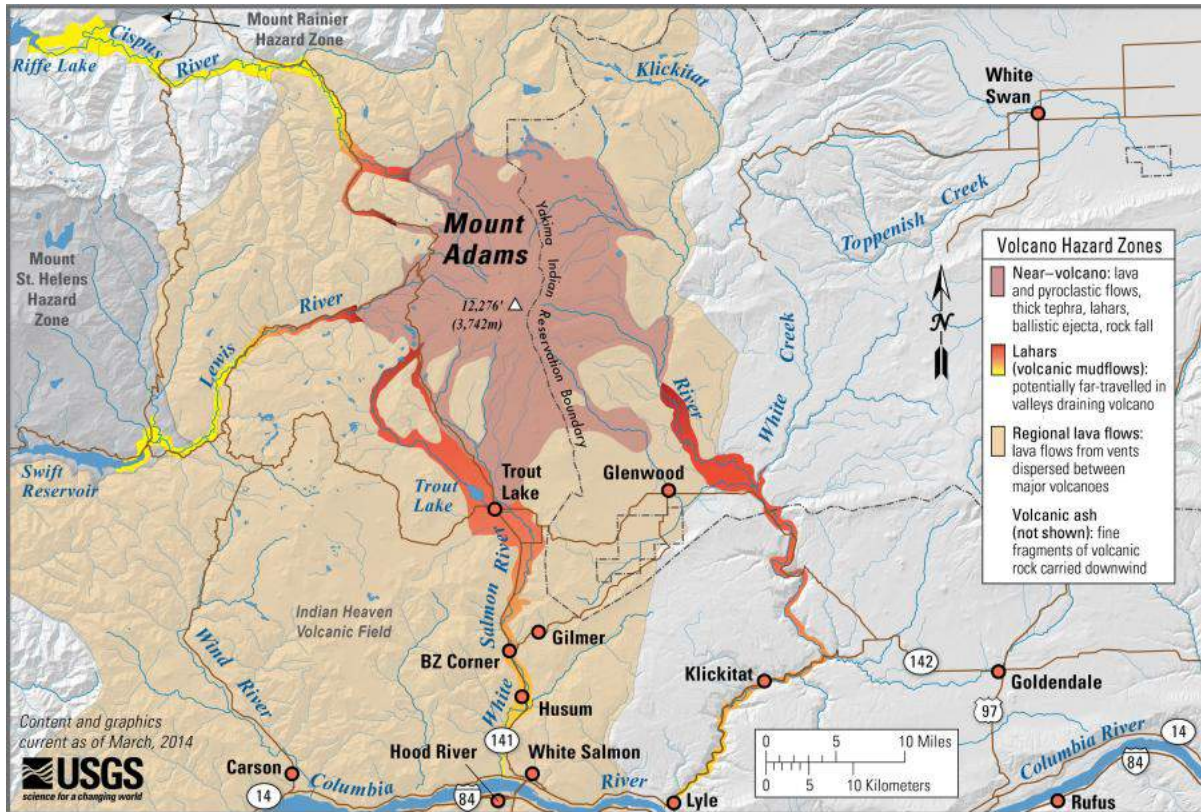 Mount Rainier
Hazard Zone
Cispus
River
Riffe Lake
Klickitat
White
Swan
Toppenish Creek
Mount
Adams
Yakima Indian Reservation Boundary
12,276'
(3,742m)
Mount
St. Helens
Hazard
Zone
River
Lewis
White Creek
N
River
White
Creek
Swift
Reservoir
Trout
Lake
Trout
Lake
Glenwood
Indian Heaven
Volcanic Field
Salmon River
White
Gilmer
BZ Corner
Husum
Wind
River
Klickitat
142
Goldendale
97
141
Hood River
White Salmon
Carson
14
Columbia
84
River
Lyle
Columbia River
14
84
Rufus
Volcano Hazard Zones
Near–volcano: lava
and pyroclastic flows,
thick tephra, lahars,
ballistic ejecta, rock fall
Lahars
(volcanic mudflows):
potentially far-travelled in
valleys draining volcano
Regional lava flows:
lava flows from vents
dispersed between
major volcanoes
Volcanic ash
(not shown): fine
fragments of volcanic
rock carried downwind
0 5 10 Miles
0 5 10 Kilometers
Content and graphics
current as of March, 2014
USGS
science for a changing world